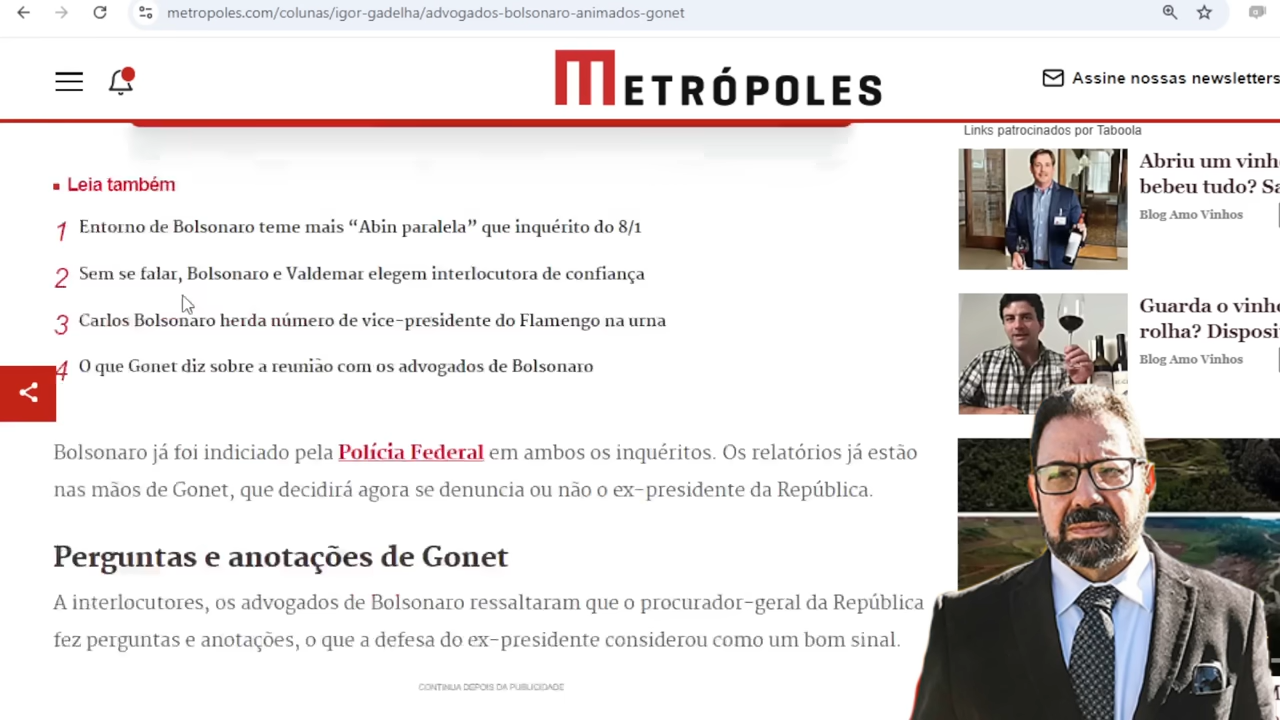 metropoles.com/colunas/igor-gadelha/advogados-bolsonaro-animados-gonet
METRÓPOLES
Assine nossas newsletters
Links patrocinados por Taboola
Leia também
1 Entorno de Bolsonaro teme mais “Abin paralela” que inquérito do 8/1
2 Sem se falar, Bolsonaro e Valdemar elegem interlocutora de confiança
3 Carlos Bolsonaro herda número de vice-presidente do Flamengo na urna
4 O que Gonet diz sobre a reunião com os advogados de Bolsonaro
Bolsonaro já foi indiciado pela Polícia Federal em ambos os inquéritos. Os relatórios já estão
nas mãos de Gonet, que decidirá agora se denuncia ou não o ex-presidente da República.
Perguntas e anotações de Gonet
A interlocutores, os advogados de Bolsonaro ressaltaram que o procurador-geral da República
fez perguntas e anotações, o que a defesa do ex-presidente considerou como um bom sinal.
CONTINUA DEPOIS DA PUBLICIDADE
Abriu um vinh
bebeu tudo? Sa
Blog Amo Vinhos
Guarda o vinh
rolha? Disposi
Blog Amo Vinhos